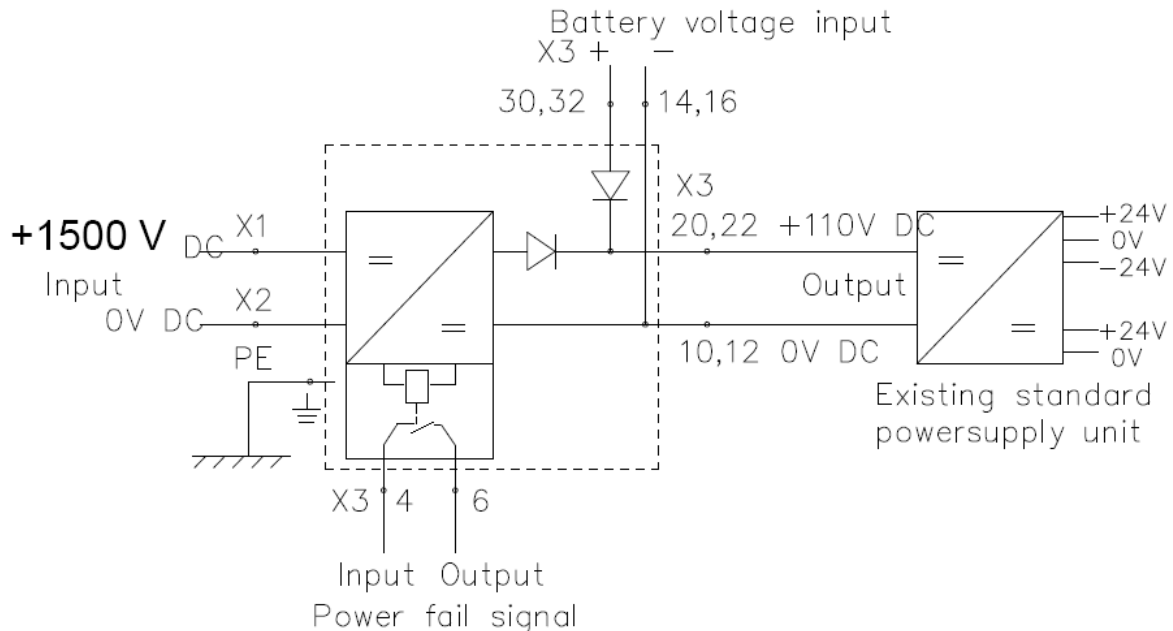 Battery voltage input
X3 + −
30,32 14,16
X3
+1500 V DC X1
20,22 +110V DC
Input
Output
0V DC X2
PE
10,12 0V DC
+24V
0V
-24V
+24V
0V
Existing standard
powersupply unit
X3 4 6
Input Output
Power fail signal